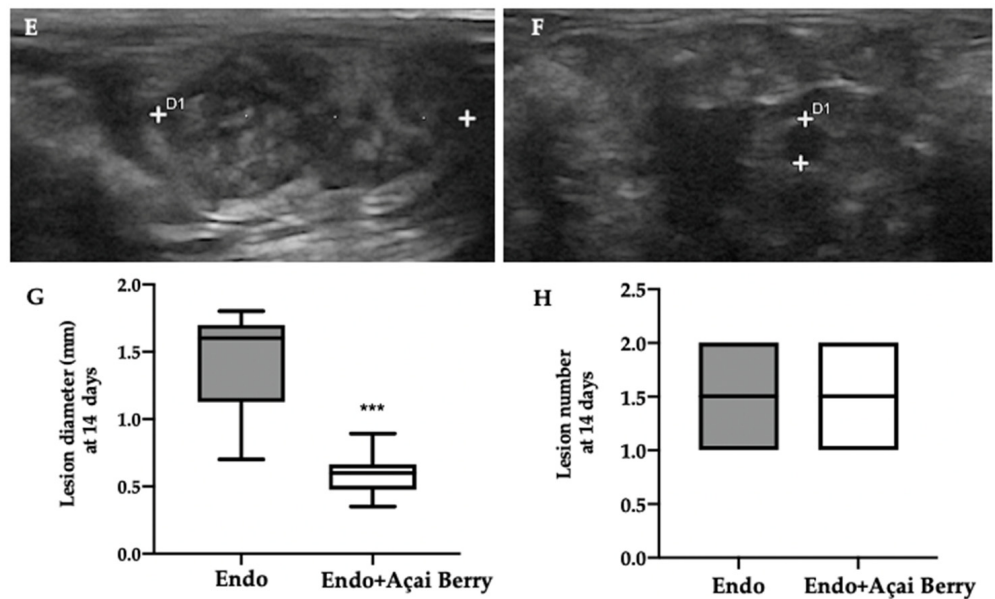 E
D1
F
D1
G
Lesion diameter (mm)
at 14 days
2.0
1.5
1.0
0.5
0.0
***
Endo
Endo+Açai Berry
H
Lesion number
at 14 days
2.5
2.0
1.5
1.0
0.5
0.0
Endo
Endo+Açai Berry